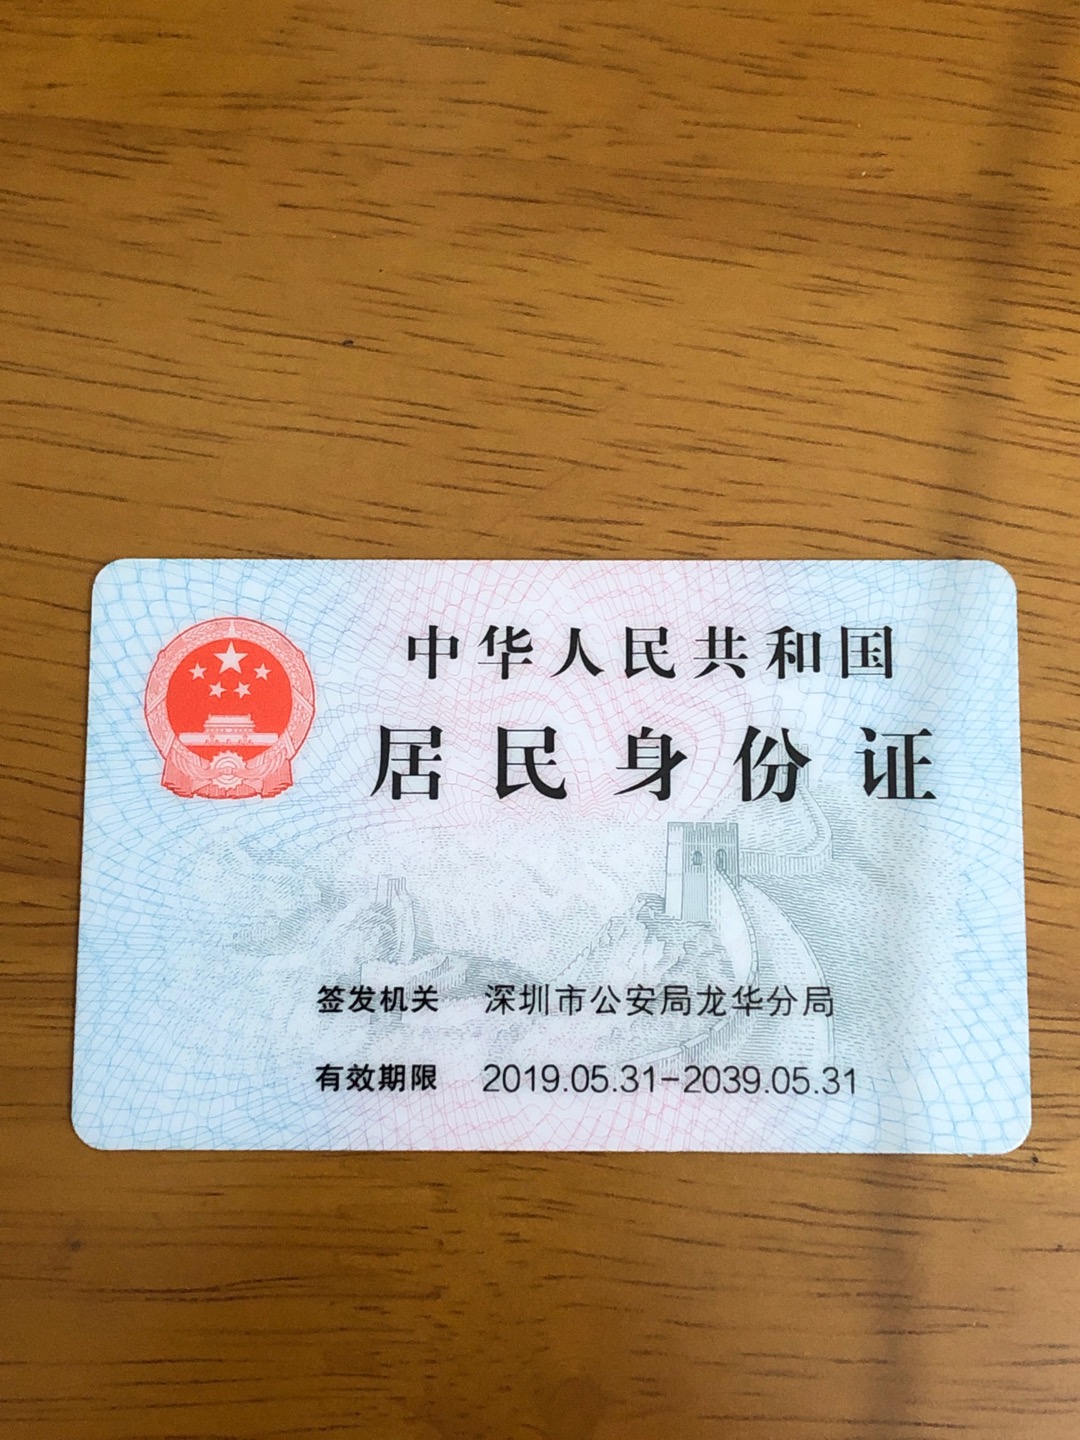 中华人民共和国
居民身份证
签发机关 深圳市公安局龙华分局
有效期限 2019.05.31-2039.05.31